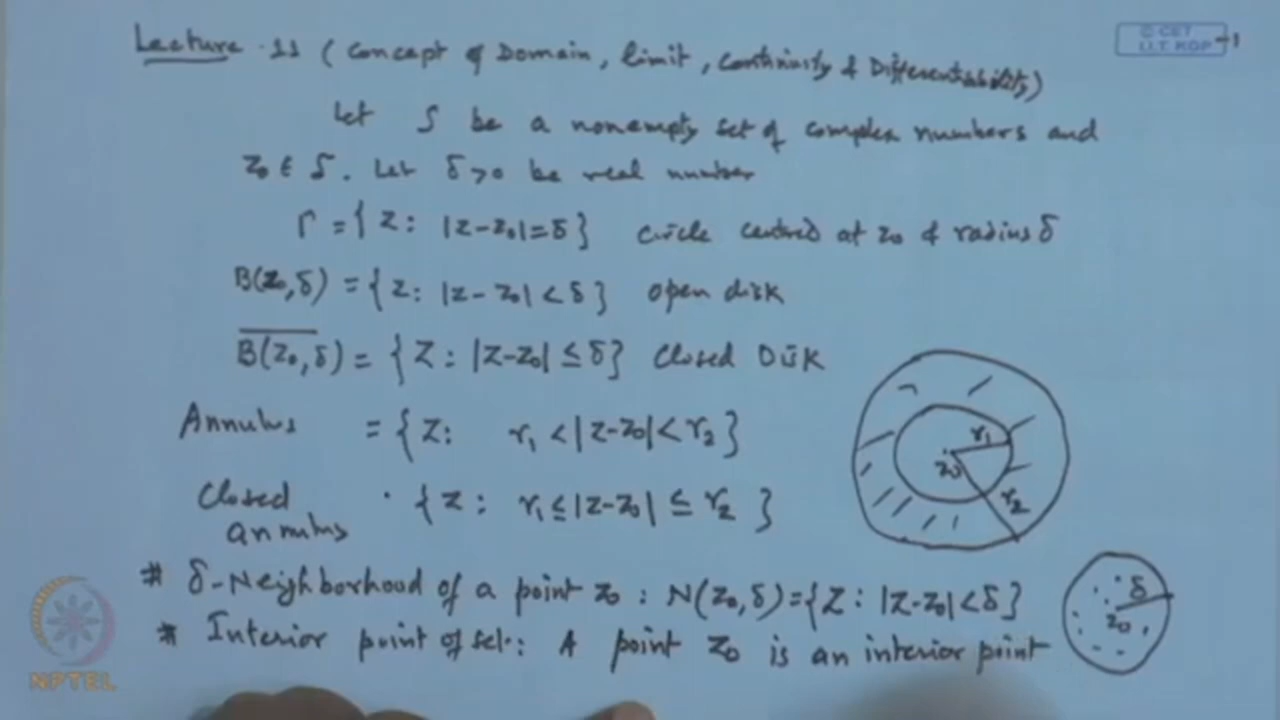 Lecture - 11 (Concept of Domain, limit, continuity & Differentiability)
© CET
I.I.T. KGP
Let S be a nonempty set of complex numbers and
z₀ ∈ S. Let δ > 0 be real number
Γ = { z : |z - z₀| = δ } circle centred at z₀ & radius δ
B(z₀, δ) = { z : |z - z₀| < δ } open disk
\overline{B(z₀, δ)} = { z : |z - z₀| ≤ δ } Closed Disk
Annulus = { z : r₁ < |z - z₀| < r₂ }
Closed annulus · { z : r₁ ≤ |z - z₀| ≤ r₂ }
r₁
z₀
r₂
# δ-Neighborhood of a point z₀ : N(z₀, δ) = { z : |z - z₀| < δ }
δ
z₀
* Interior point of set : A point z₀ is an interior point
NPTEL